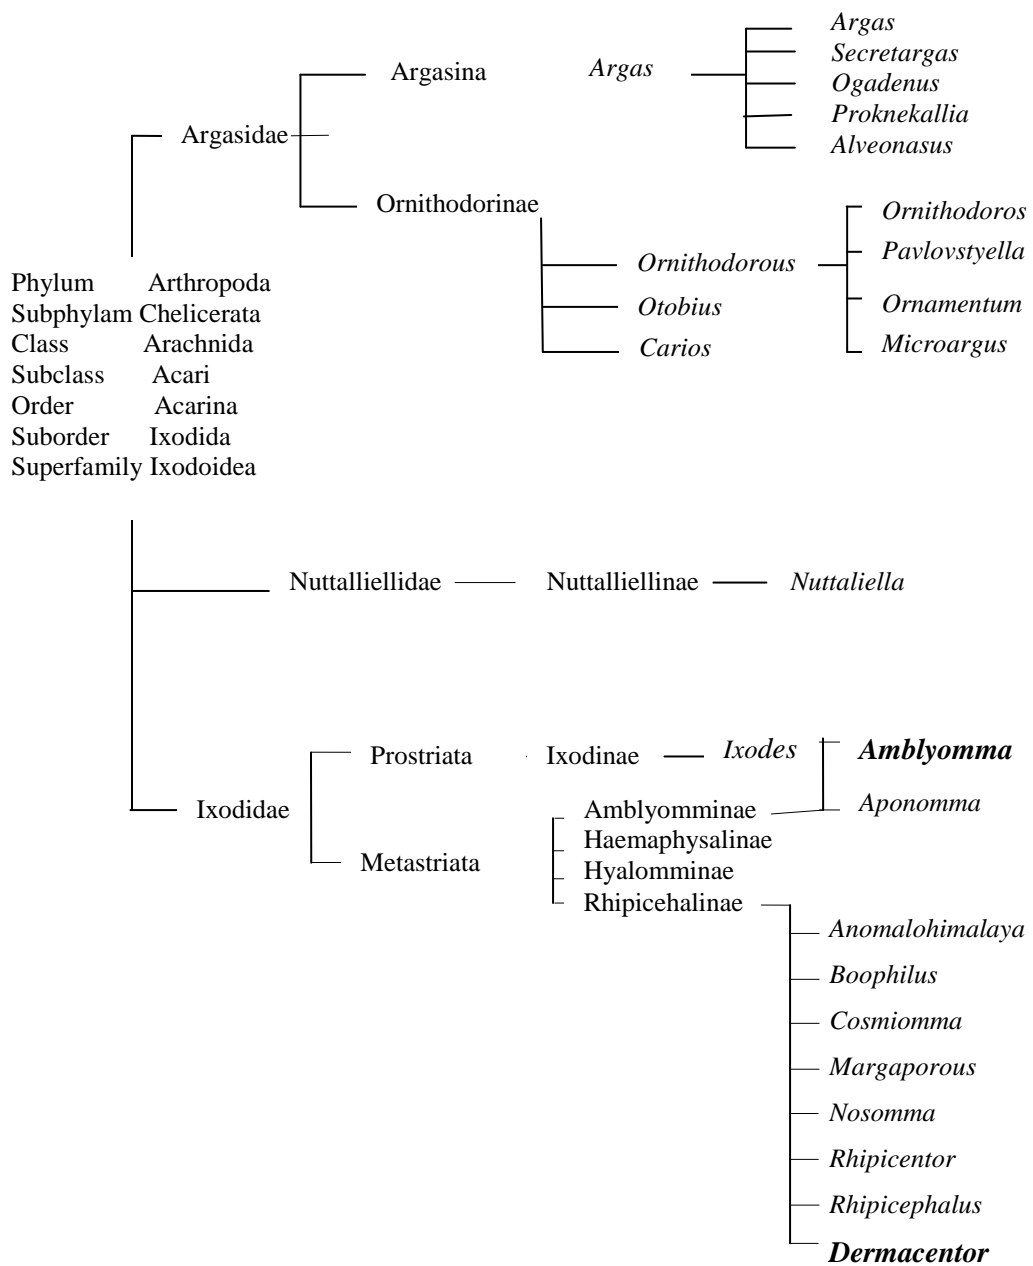 Argas
Secretargas
Argasina Argas
Ogadenus
Proknekallia
Argasidae
Alveonasus
Ornithodorinae
Ornithodoros
Pavlovstyella
Ornithodorous
Otobius
Ornamentum
Carios
Microargus
Phylum Arthropoda
Subphylam Chelicerata
Class Arachnida
Subclass Acari
Order Acarina
Suborder Ixodida
Superfamily Ixodoidea
Nuttalliellidae Nuttalliellinae Nuttaliella
Prostriata Ixodinae Ixodes Amblyomma
Ixodidae Amblyomminae Aponomma
Haemaphysalinae
Metastriata Hyalomminae
Rhipicehalinae
Anomalohimalaya
Boophilus
Cosmiomma
Margaporous
Nosomma
Rhipicentor
Rhipicephalus
Dermacentor